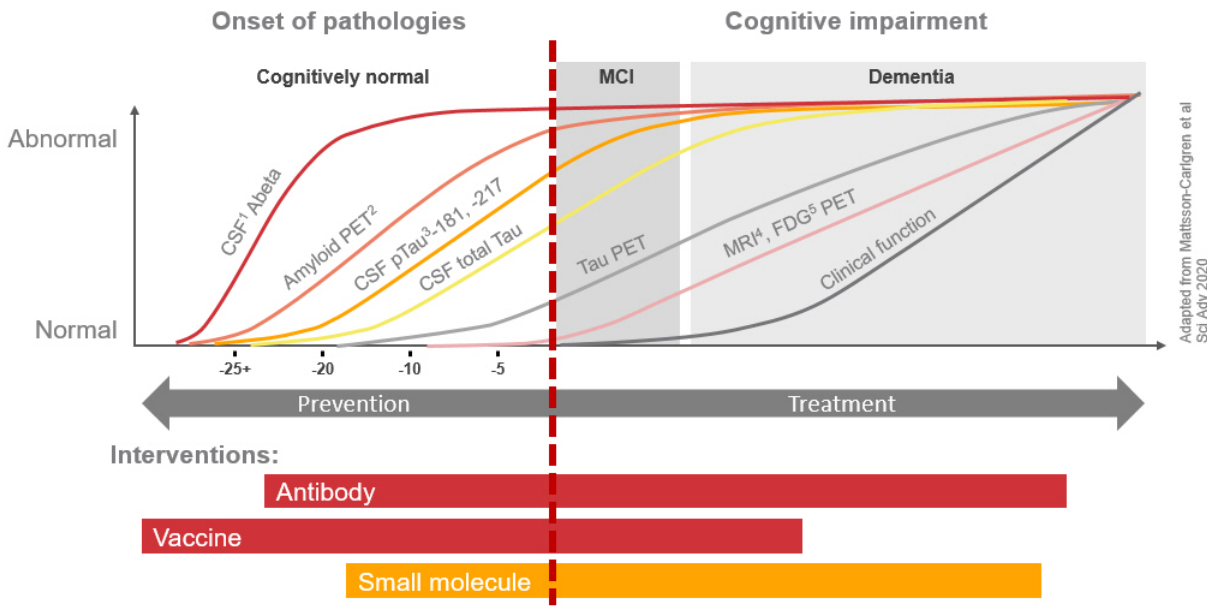 Onset of pathologies
Cognitive impairment
Cognitively normal
MCI
Dementia
Abnormal
Normal
CSF¹ Abeta
Amyloid PET²
CSF pTau³-181, -217
CSF total Tau
Tau PET
MRI⁴, FDG⁵ PET
Clinical function
Adapted from Mattsson-Carlgren et al
Sci Adv 2020
-25+
-20
-10
-5
Prevention
Treatment
Interventions:
Antibody
Vaccine
Small molecule